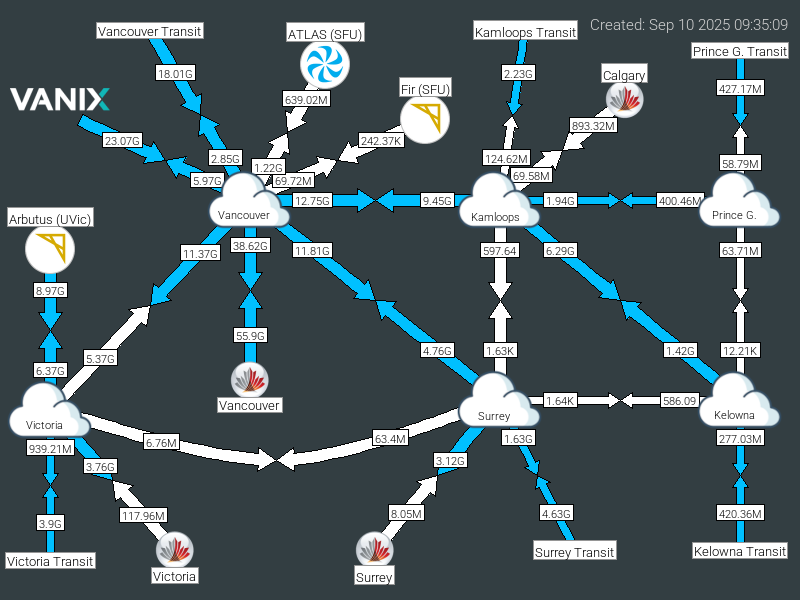 Created: Sep 10 2025 09:35:09
Vancouver Transit
ATLAS (SFU)
Kamloops Transit
Prince G. Transit
18.01G
2.23G
Calgary
427.17M
VANIX
639.02M
Fir (SFU)
893.32M
23.07G
242.37K
2.85G
1.22G
124.62M
58.79M
5.97G
69.72M
69.58M
12.75G
9.45G
1.94G
400.46M
Arbutus (UVic)
Vancouver
Kamloops
Prince G.
11.37G
38.62G
11.81G
597.64
6.29G
63.71M
8.97G
55.9G
5.37G
4.76G
1.63K
1.42G
12.21K
6.37G
Vancouver
1.64K
586.09
Victoria
Surrey
Kelowna
939.21M
6.76M
63.4M
1.63G
277.03M
3.76G
3.12G
3.9G
117.96M
8.05M
4.63G
420.36M
Victoria Transit
Victoria
Surrey
Surrey Transit
Kelowna Transit